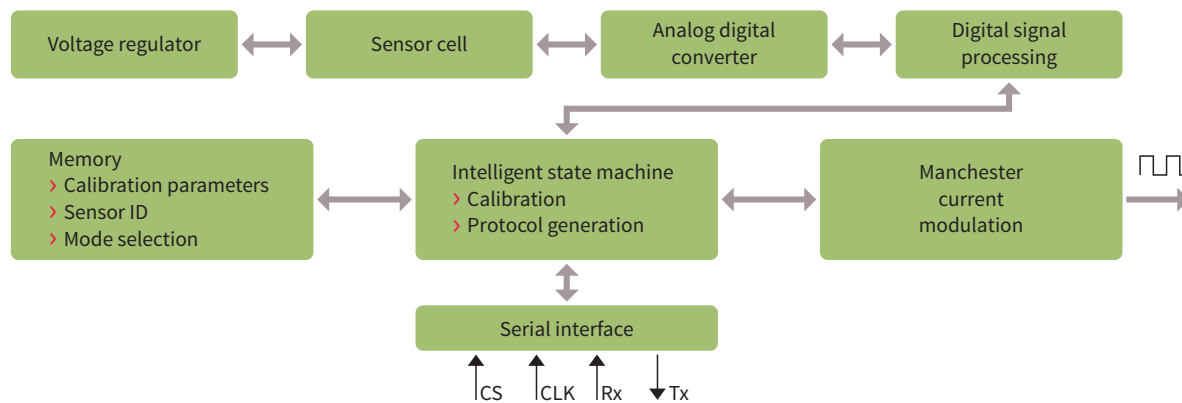 Voltage regulator
Sensor cell
Analog digital
converter
Digital signal
processing
Memory
› Calibration parameters
› Sensor ID
› Mode selection
Intelligent state machine
› Calibration
› Protocol generation
Manchester
current
modulation
Serial interface
CS
CLK
Rx
Tx